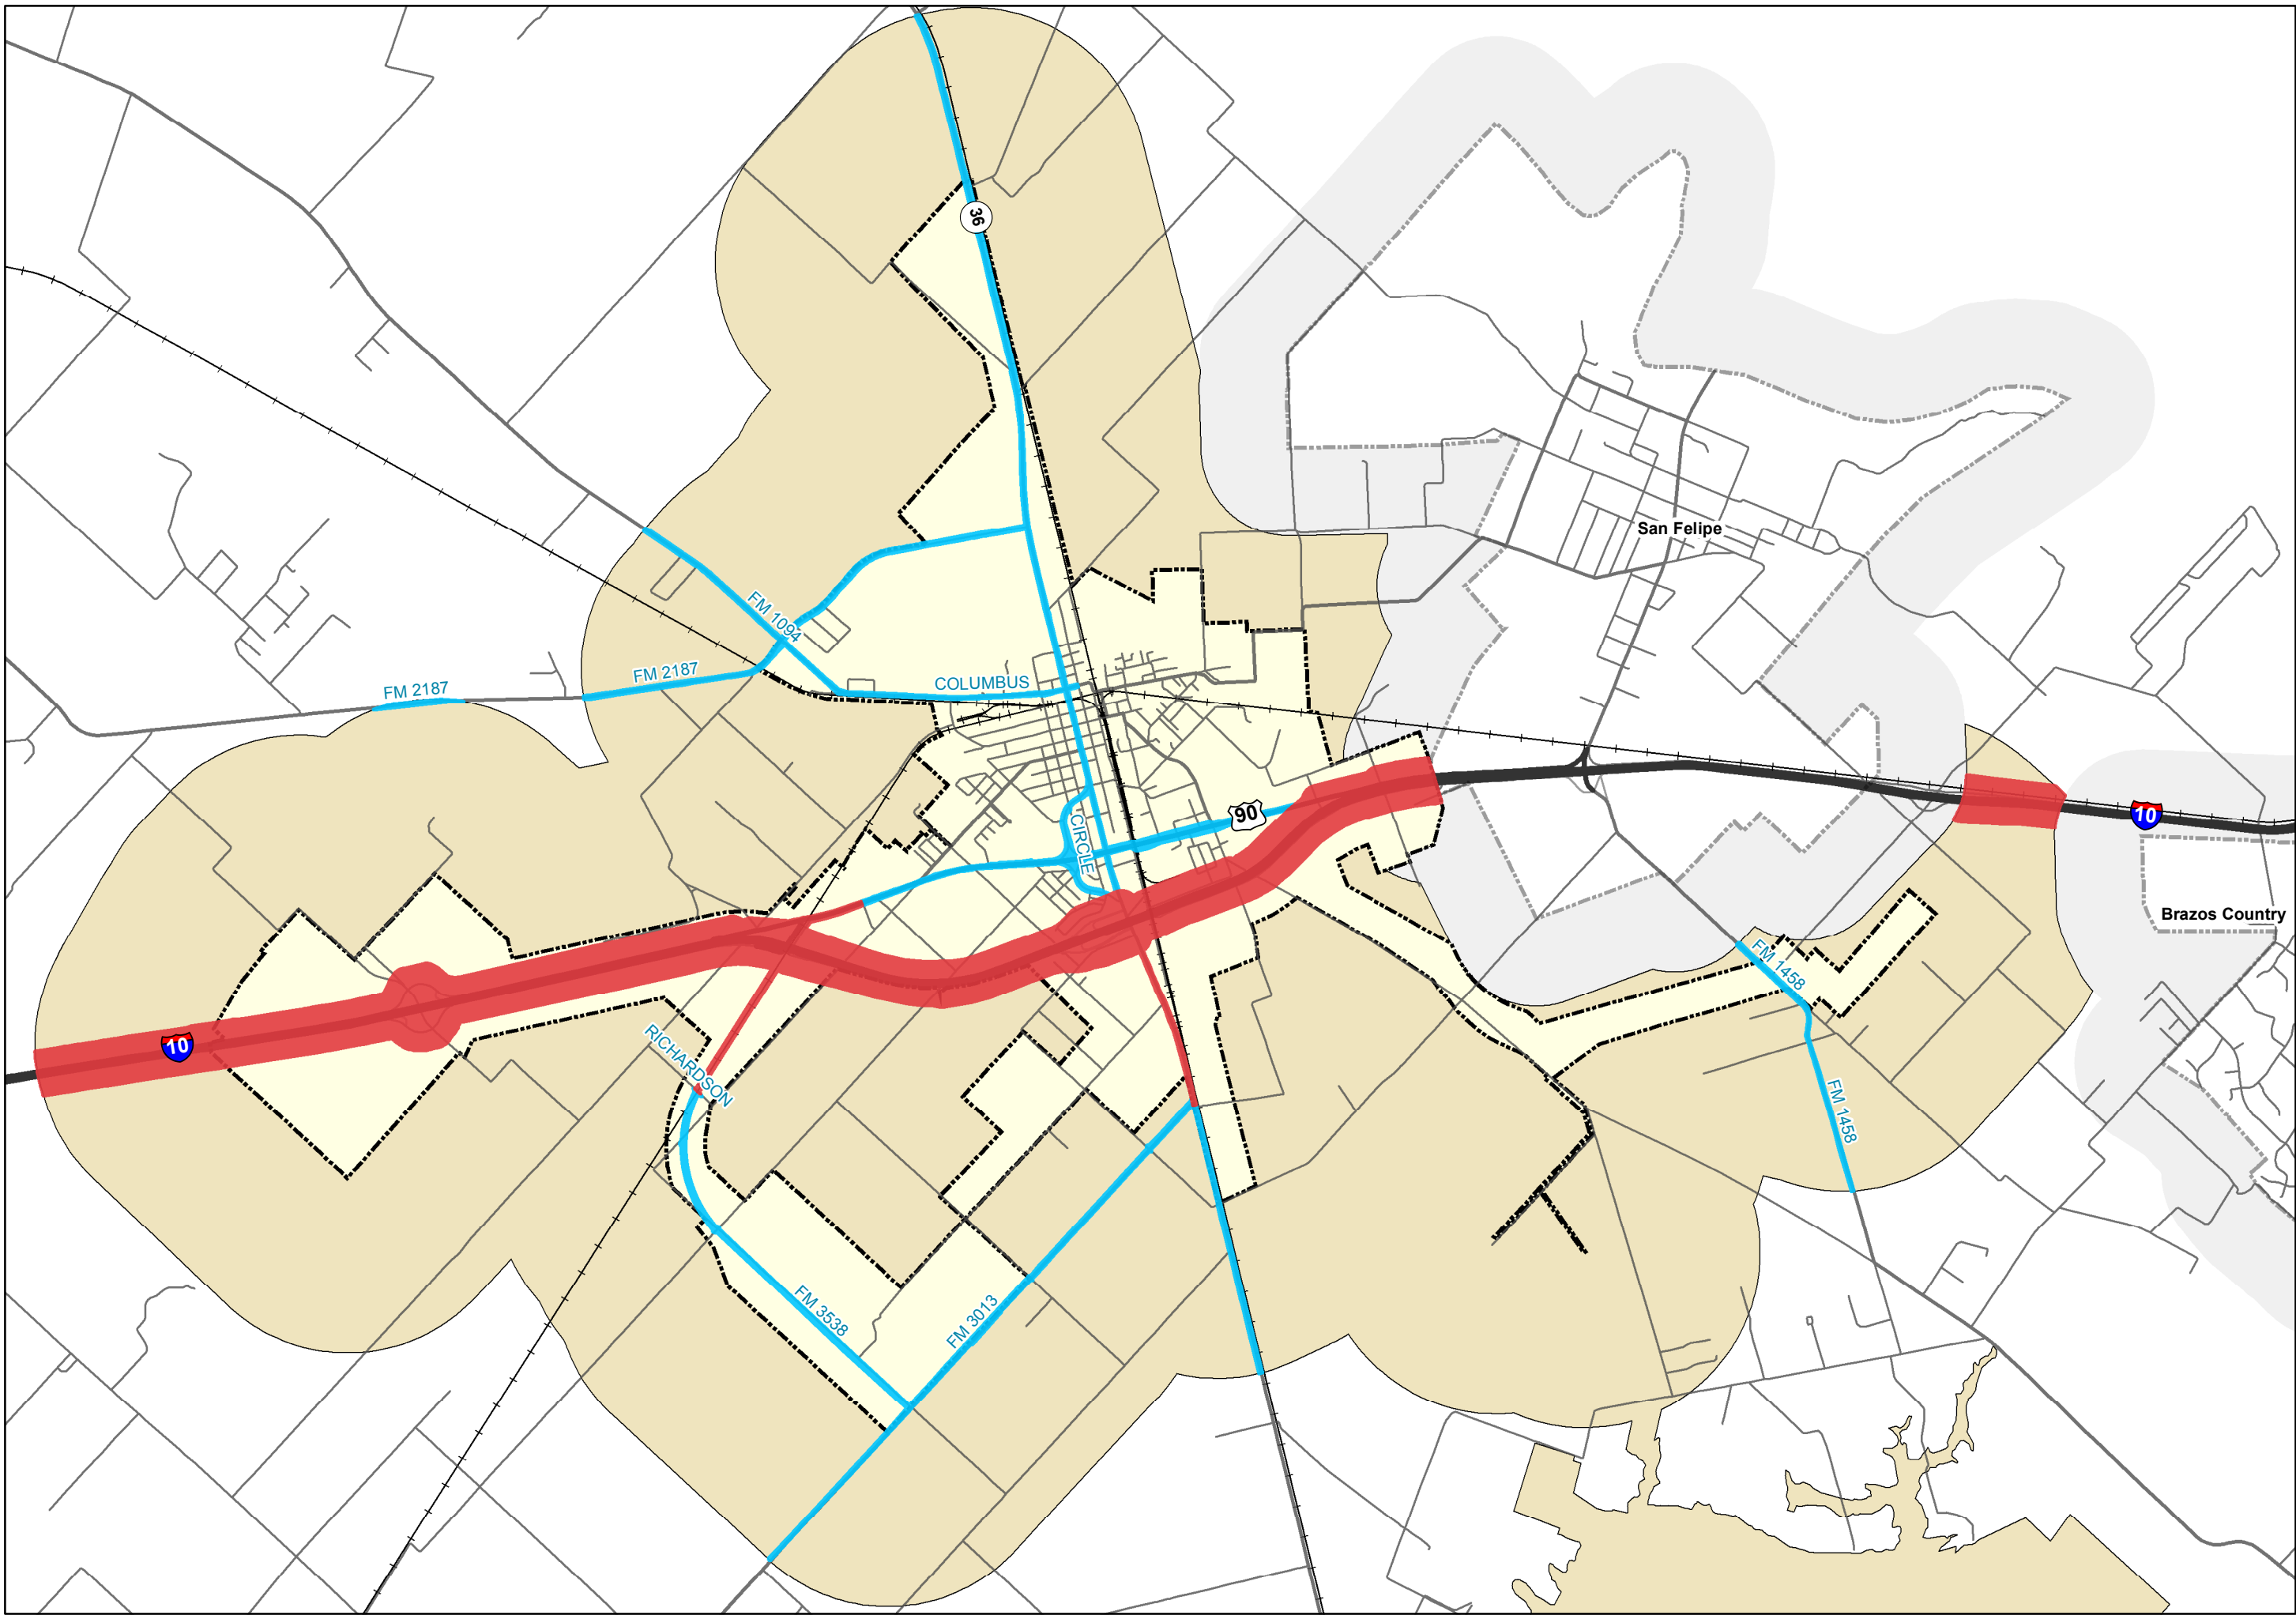 36
San Felipe
FM 1094
FM 2187
FM 2187
COLUMBUS
90
CIRCLE
10
Brazos Country
FM 1458
10
RICHARDSON
FM 1458
FM 3538
FM 3013